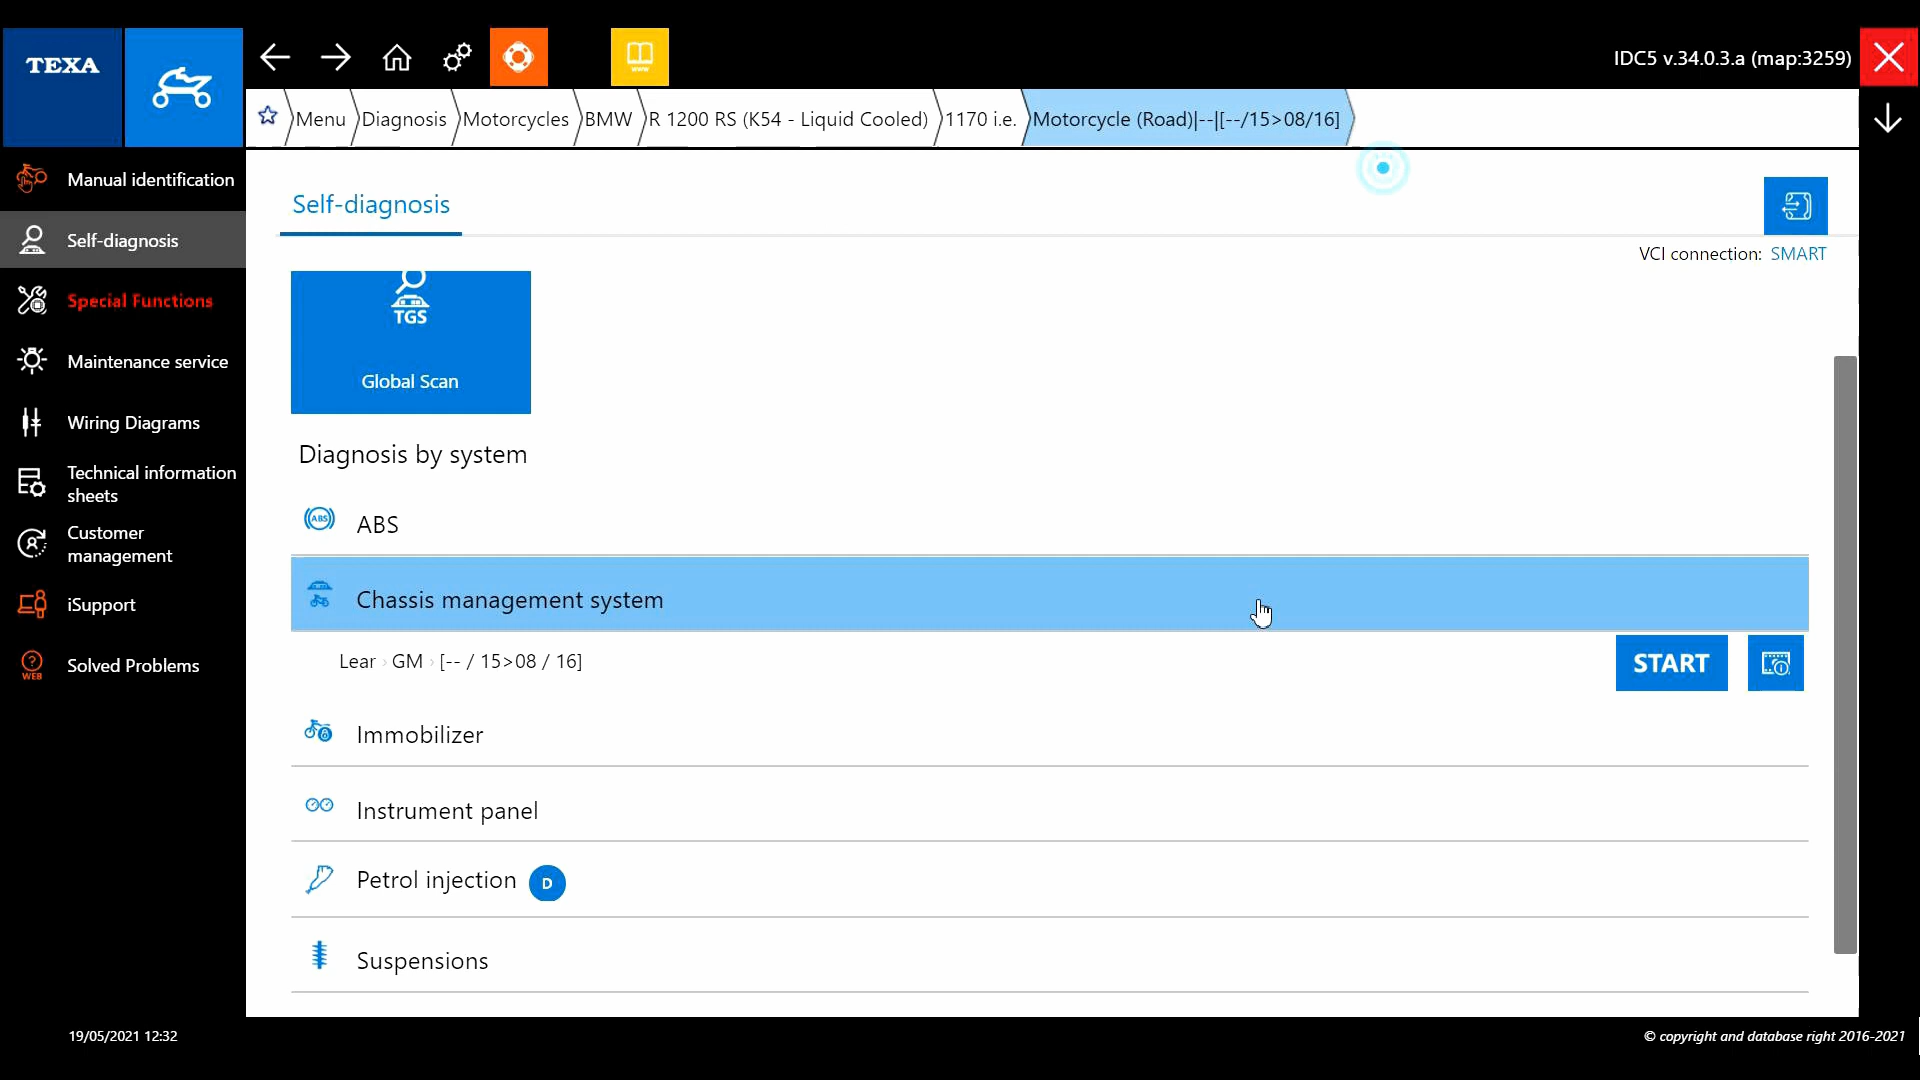 TEXA
WWW
IDC5 v.34.0.3.a (map:3259)
Menu
Diagnosis
Motorcycles
BMW
R 1200 RS (K54 - Liquid Cooled)
1170 i.e.
Motorcycle (Road)|--|[--/15>08/16]
Manual identification
Self-diagnosis
Special Functions
Maintenance service
Wiring Diagrams
Technical information
sheets
Customer
management
iSupport
WEB
Solved Problems
Self-diagnosis
VCI connection: SMART
TGS
Global Scan
Diagnosis by system
ABS
ABS
Chassis management system
Lear › GM › [-- / 15>08 / 16]
START
Immobilizer
Instrument panel
Petrol injection D
Suspensions
19/05/2021 12:32
© copyright and database right 2016-2021